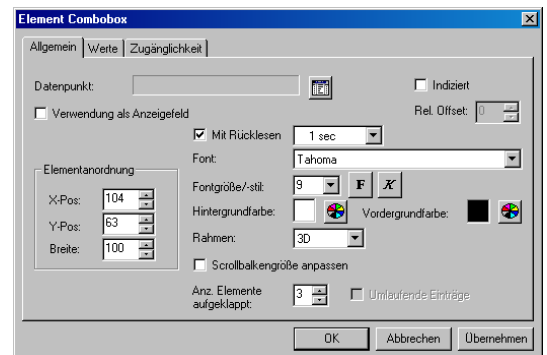 Element Combobox
Allgemein Werte Zugänglichkeit
Datenpunkt: Indiziert
Verwendung als Anzeigefeld Rel. Offset: 0
Mit Rücklesen 1 sec
Elementanordnung Font: Tahoma
X-Pos: 104 Fontgröße/-stil: 9 F K
Y-Pos: 63 Hintergrundfarbe: Vordergrundfarbe:
Breite: 100 Rahmen: 3D
Scrollbalkengröße anpassen
Anz. Elemente
aufgeklappt: 3 Umlaufende Einträge
OK Abbrechen Übernehmen